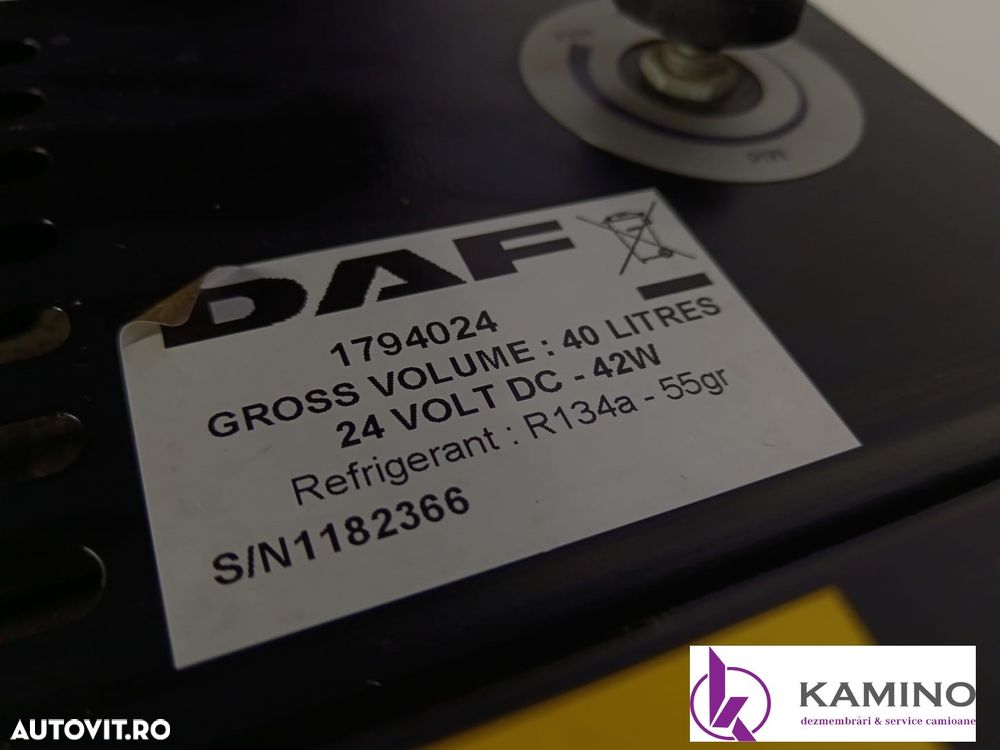 DAF
1794024
GROSS VOLUME : 40 LITRES
24 VOLT DC - 42W
Refrigerant : R134a - 55gr
S/N1182366
KAMINO
dezmembrări & service camioane
AUTOVIT.RO